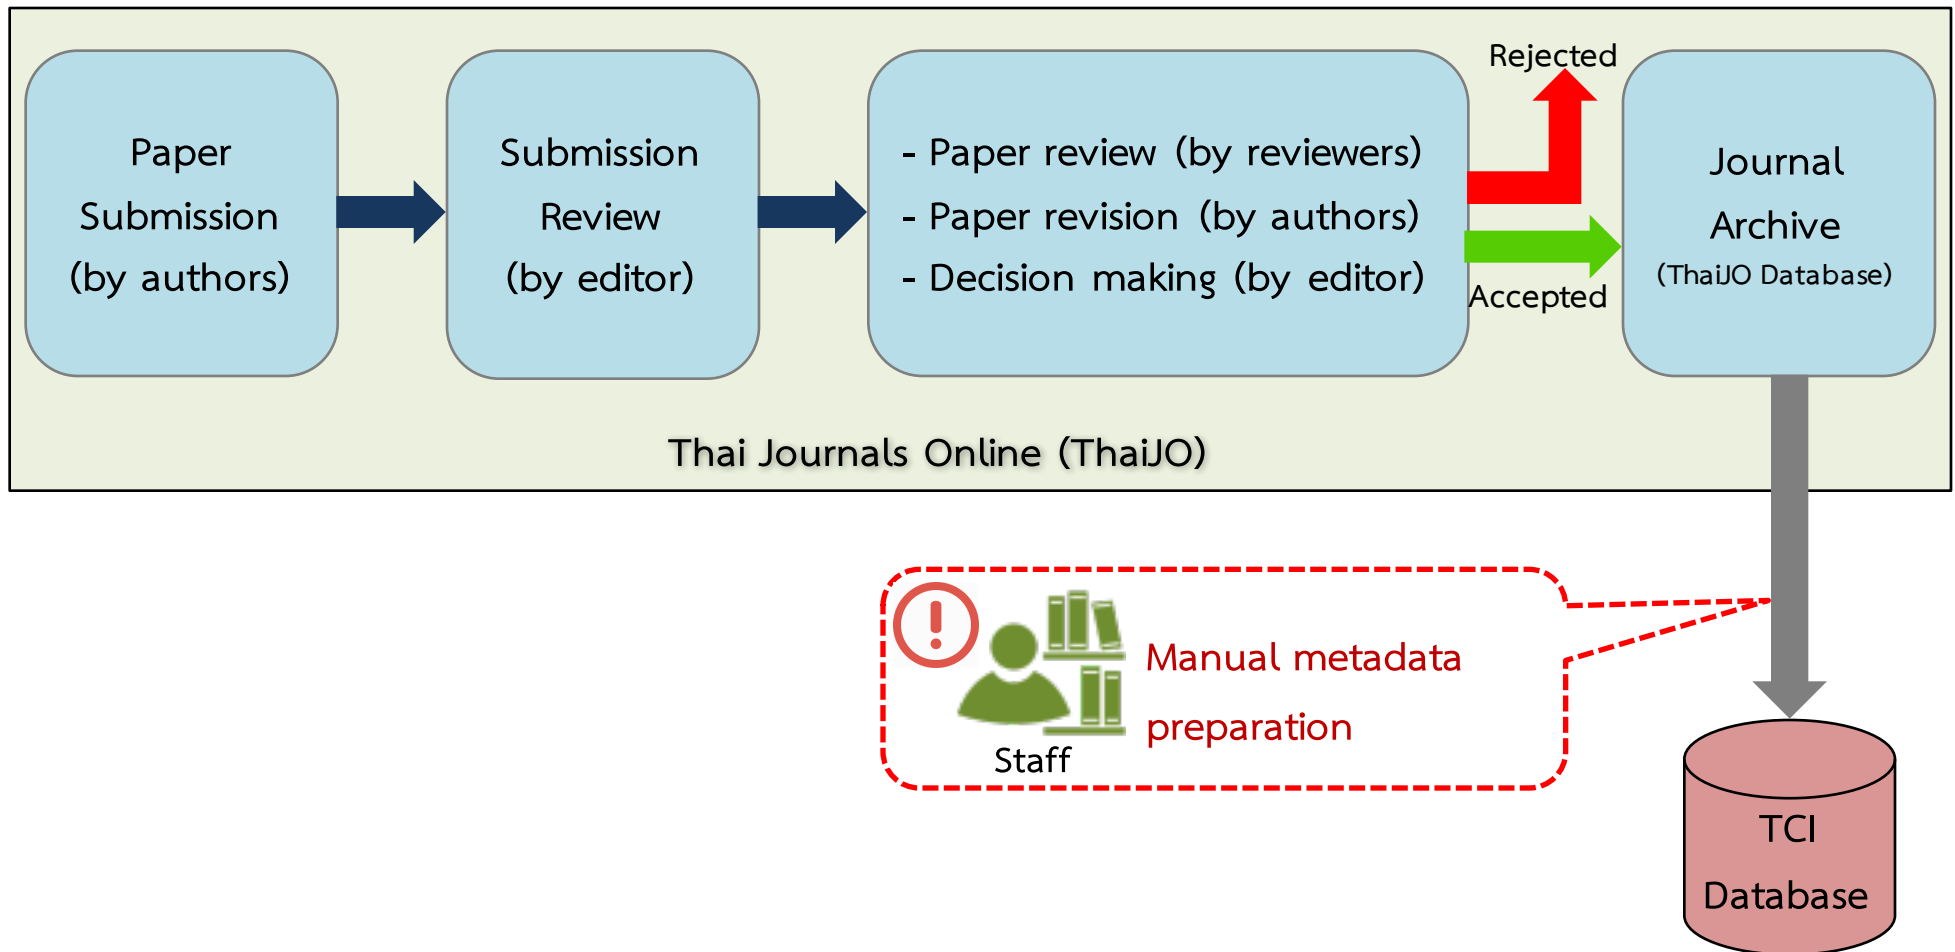 Paper
Submission
(by authors)
Submission
Review
(by editor)
- Paper review (by reviewers)
- Paper revision (by authors)
- Decision making (by editor)
Rejected
Accepted
Journal
Archive
(ThaiJO Database)
Thai Journals Online (ThaiJO)
Manual metadata
preparation
Staff
TCI
Database